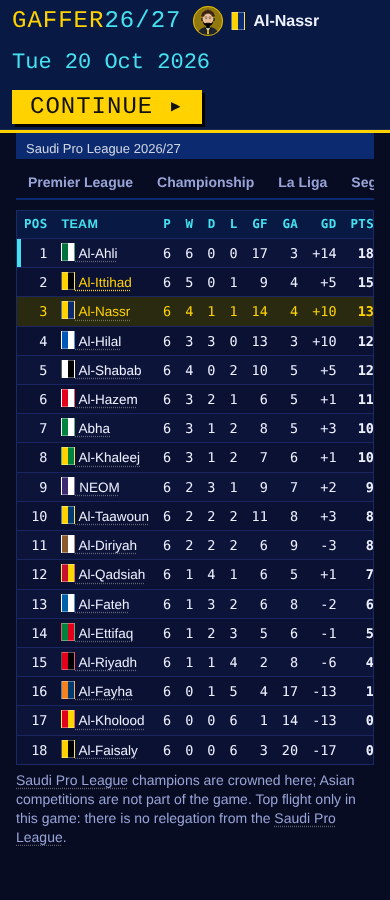 GAFFER26/27 Al-Nassr
Tue 20 Oct 2026
CONTINUE ►
Saudi Pro League 2026/27
Premier League Championship La Liga Seg
POS TEAM P W D L GF GA GD PTS
1 Al-Ahli 6 6 0 0 17 3 +14 18
2 Al-Ittihad 6 5 0 1 9 4 +5 15
3 Al-Nassr 6 4 1 1 14 4 +10 13
4 Al-Hilal 6 3 3 0 13 3 +10 12
5 Al-Shabab 6 4 0 2 10 5 +5 12
6 Al-Hazem 6 3 2 1 6 5 +1 11
7 Abha 6 3 1 2 8 5 +3 10
8 Al-Khaleej 6 3 1 2 7 6 +1 10
9 NEOM 6 2 3 1 9 7 +2 9
10 Al-Taawoun 6 2 2 2 11 8 +3 8
11 Al-Diriyah 6 2 2 2 6 9 -3 8
12 Al-Qadsiah 6 1 4 1 6 5 +1 7
13 Al-Fateh 6 1 3 2 6 8 -2 6
14 Al-Ettifaq 6 1 2 3 5 6 -1 5
15 Al-Riyadh 6 1 1 4 2 8 -6 4
16 Al-Fayha 6 0 1 5 4 17 -13 1
17 Al-Kholood 6 0 0 6 1 14 -13 0
18 Al-Faisaly 6 0 0 6 3 20 -17 0
Saudi Pro League champions are crowned here; Asian
competitions are not part of the game. Top flight only in
this game: there is no relegation from the Saudi Pro
League.